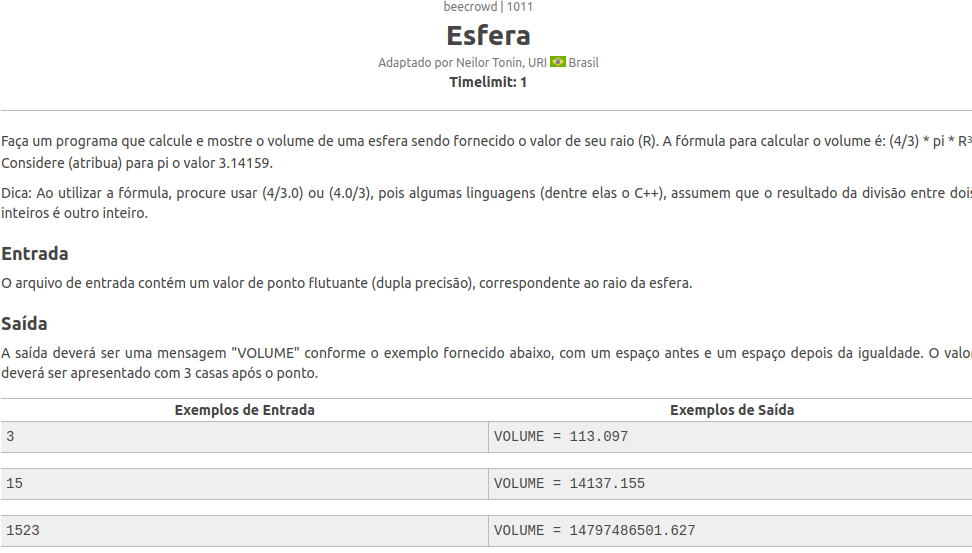 beecrowd | 1011
Esfera
Adaptado por Neilor Tonin, URI Brasil
Timelimit: 1
Faça um programa que calcule e mostre o volume de uma esfera sendo fornecido o valor de seu raio (R). A fórmula para calcular o volume é: (4/3) * pi * R³
Considere (atribua) para pi o valor 3.14159.
Dica: Ao utilizar a fórmula, procure usar (4/3.0) ou (4.0/3), pois algumas linguagens (dentre elas o C++), assumem que o resultado da divisão entre dois
inteiros é outro inteiro.
Entrada
O arquivo de entrada contém um valor de ponto flutuante (dupla precisão), correspondente ao raio da esfera.
Saída
A saída deverá ser uma mensagem "VOLUME" conforme o exemplo fornecido abaixo, com um espaço antes e um espaço depois da igualdade. O valor
deverá ser apresentado com 3 casas após o ponto.
Exemplos de Entrada Exemplos de Saída
3 VOLUME = 113.097
15 VOLUME = 14137.155
1523 VOLUME = 14797486501.627